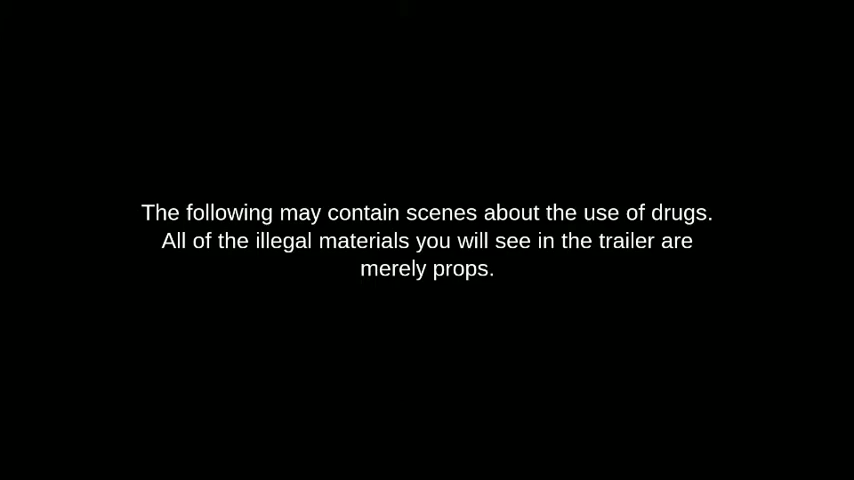 The following may contain scenes about the use of drugs.
All of the illegal materials you will see in the trailer are
merely props.